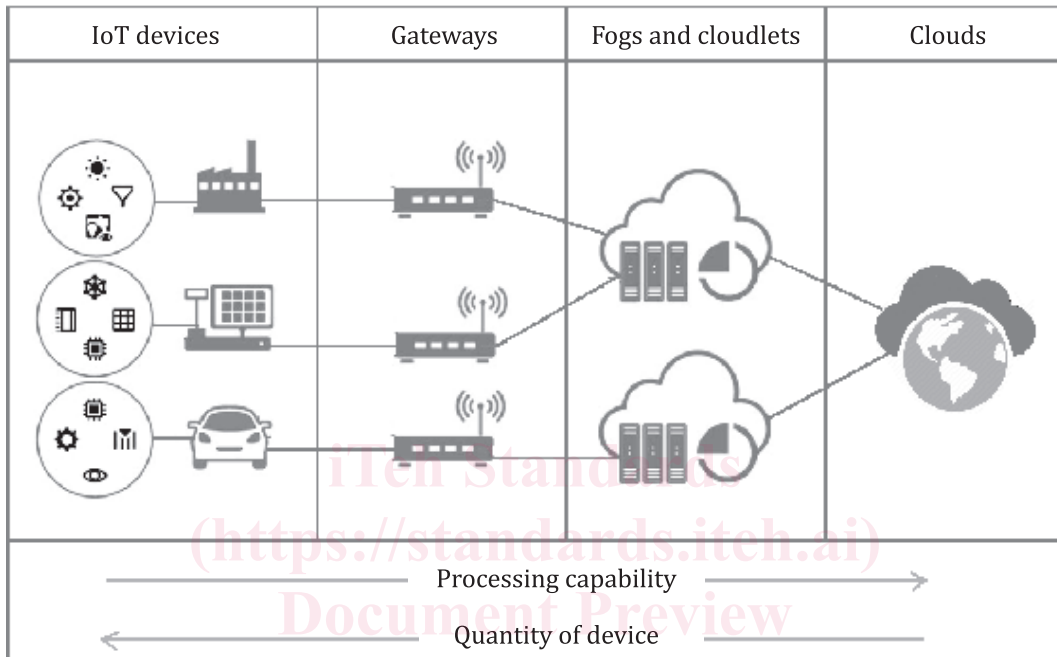 IoT devices
Gateways
Fogs and cloudlets
Clouds
iTeh Standards
(https://standards.iteh.ai)
Processing capability
Document Preview
Quantity of device